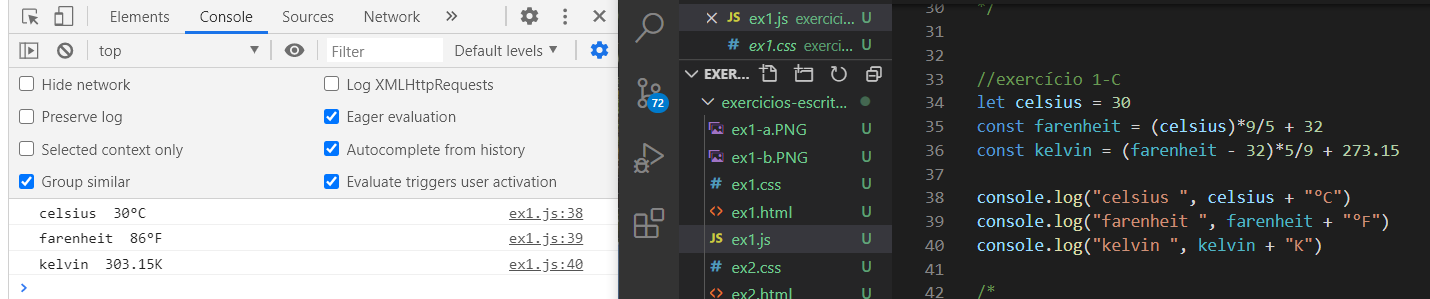 Elements Console Sources Network »
top Filter Default levels
Hide network Log XMLHttpRequests
Preserve log Eager evaluation
Selected context only Autocomplete from history
Group similar Evaluate triggers user activation
celsius  30ºC ex1.js:38
farenheit  86ºF ex1.js:39
kelvin  303.15K ex1.js:40
>
72
JS ex1.js exercici... U
# ex1.css exerci... U
EXER...
exercicios-escrit...
ex1-a.PNG U
ex1-b.PNG U
# ex1.css U
<> ex1.html U
JS ex1.js U
# ex2.css U
<> ex2.html U
30 */
31
32
33 //exercício 1-C
34 let celsius = 30
35 const farenheit = (celsius)*9/5 + 32
36 const kelvin = (farenheit - 32)*5/9 + 273.15
37
38 console.log("celsius ", celsius + "ºC")
39 console.log("farenheit ", farenheit + "ºF")
40 console.log("kelvin ", kelvin + "K")
41
42 /*